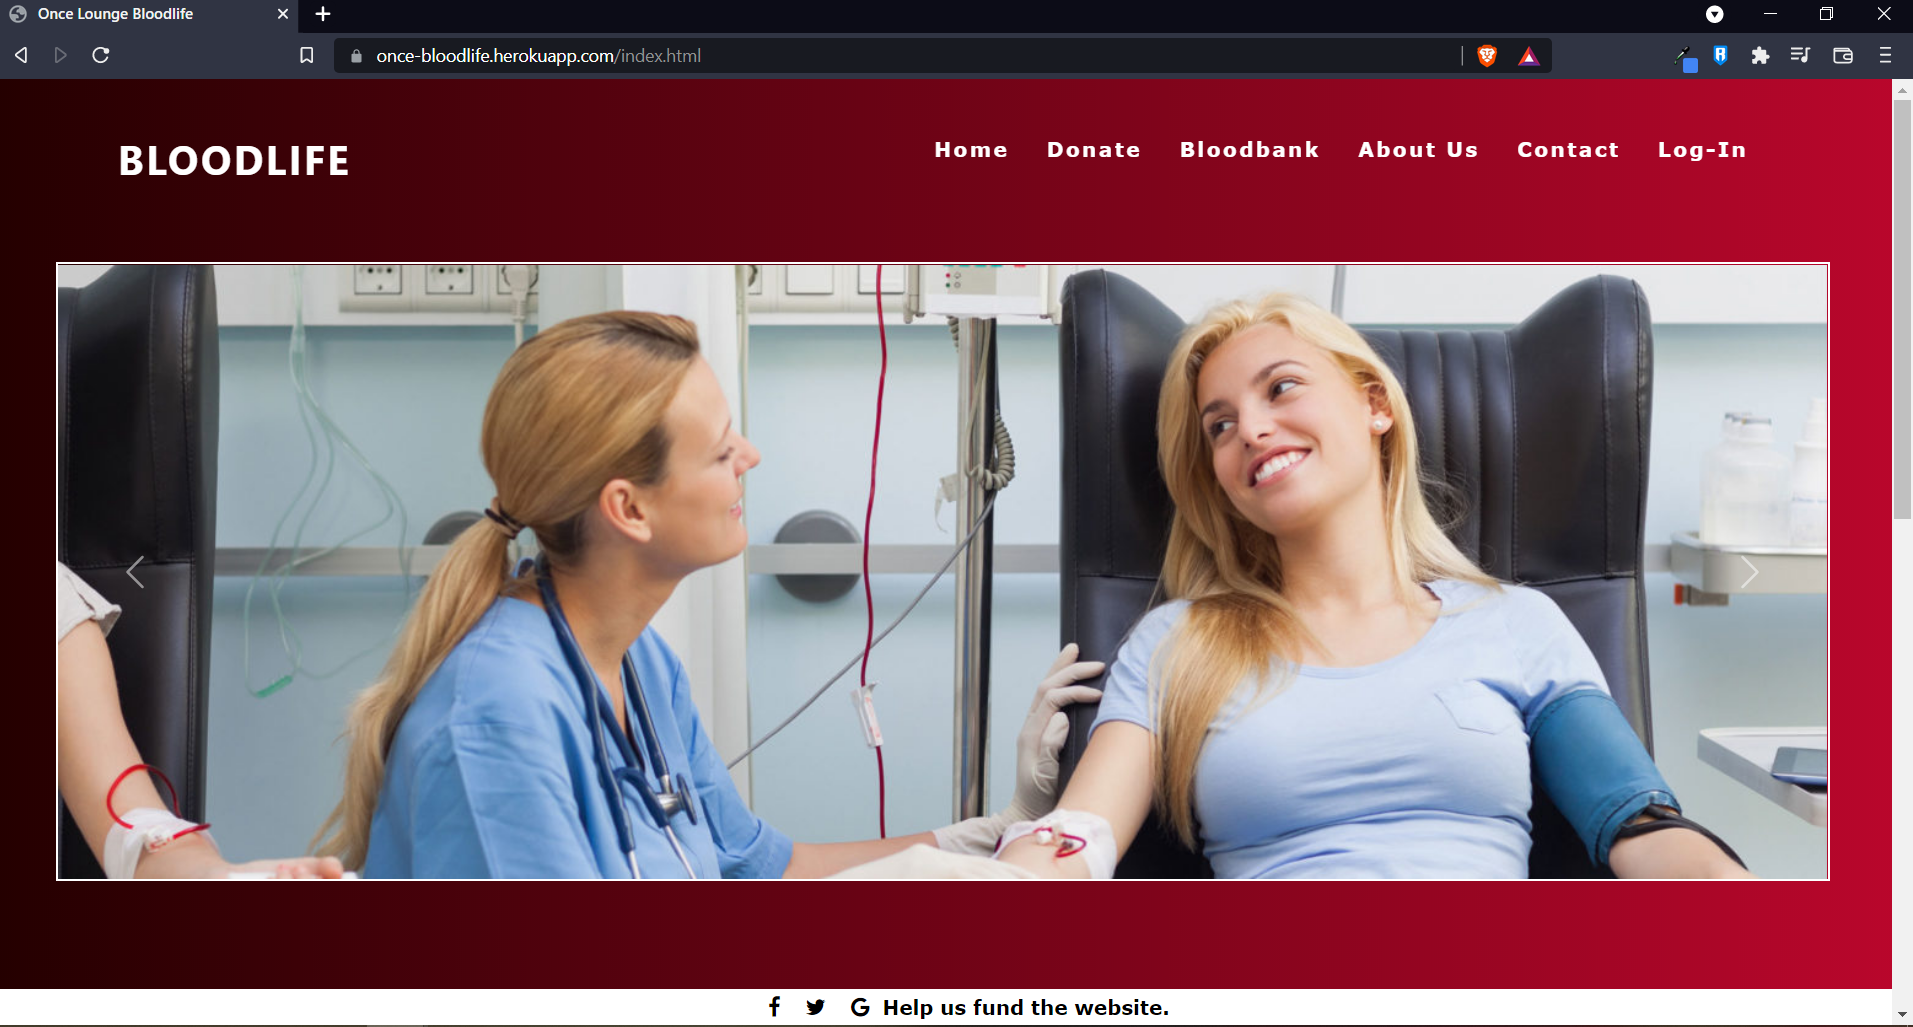 Once Lounge Bloodlife
once-bloodlife.herokuapp.com/index.html
BLOODLIFE
Home Donate Bloodbank About Us Contact Log-In
Help us fund the website.